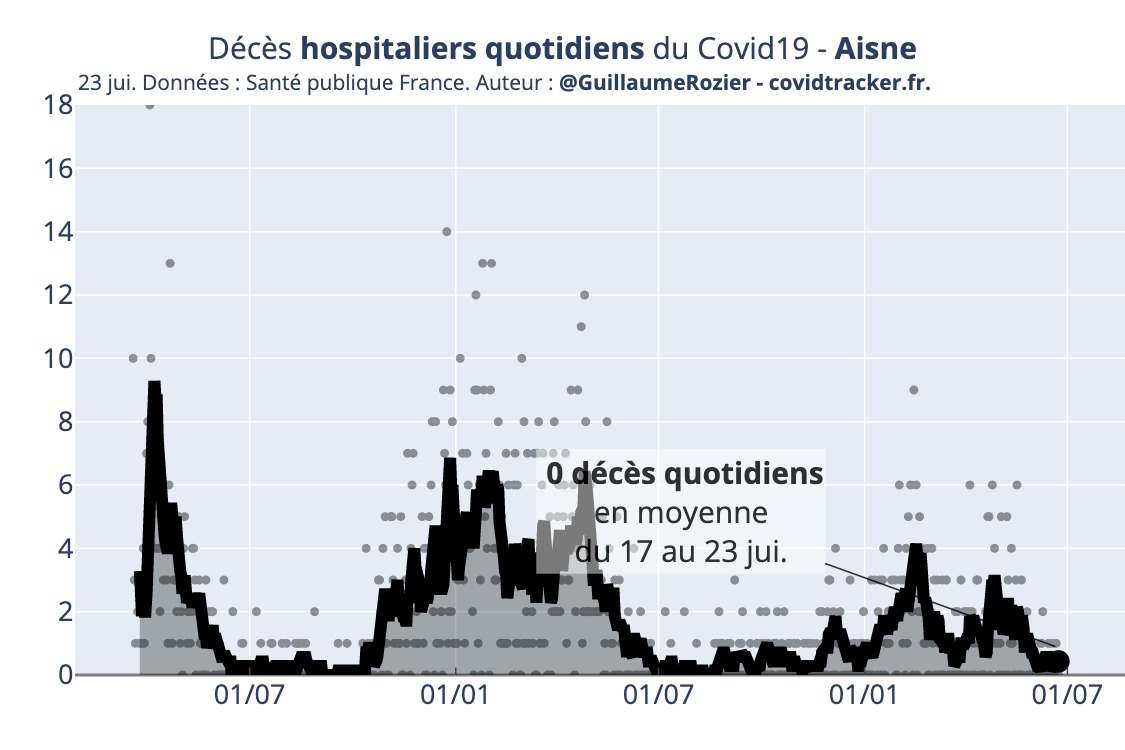 Décès hospitaliers quotidiens du Covid19 - Aisne
23 jui. Données : Santé publique France. Auteur : @GuillaumeRozier - covidtracker.fr.
18
16
14
12
10
8
6
4
2
0
0 décès quotidiens
en moyenne
du 17 au 23 jui.
01/07 01/01 01/07 01/01 01/07